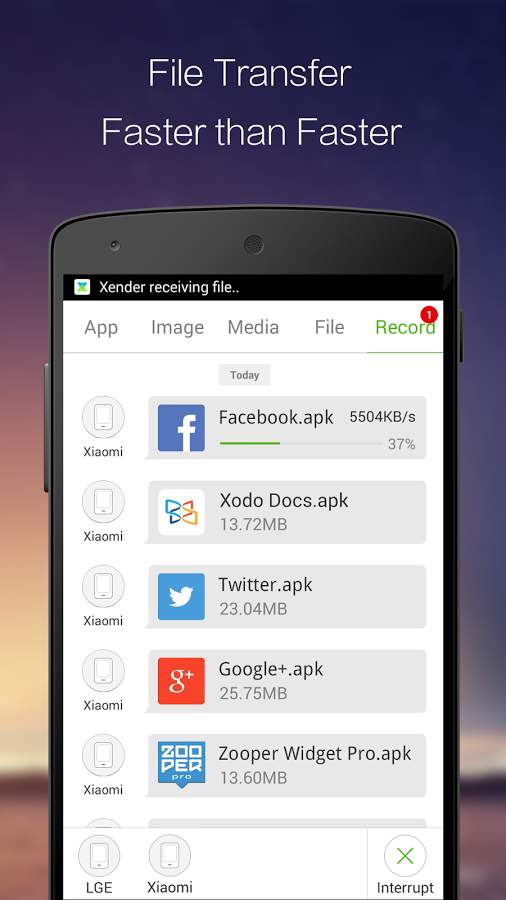 File Transfer
Faster than Faster
Xender receiving file..
App Image Media File Record 1
Today
Xiaomi
f
Facebook.apk 5504KB/s
37%
Xiaomi
Xodo Docs.apk
13.72MB
Xiaomi
Twitter.apk
23.04MB
Xiaomi
g+
Google+.apk
25.75MB
Xiaomi
ZOO
PER
pro
Zooper Widget Pro.apk
13.60MB
LGE Xiaomi Interrupt